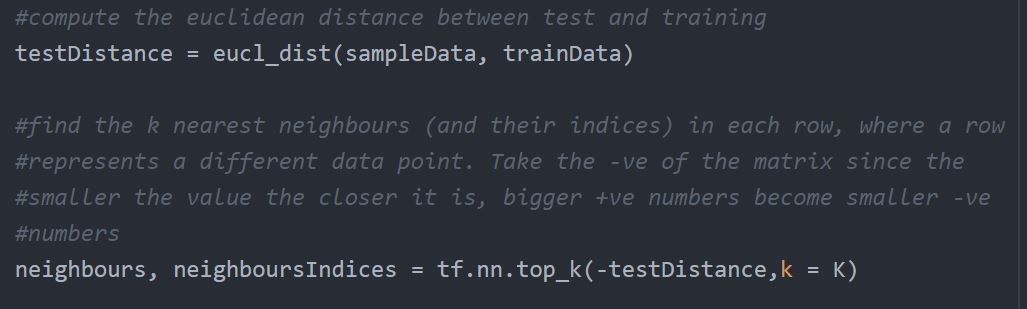 #compute the euclidean distance between test and training
testDistance = eucl_dist(sampleData, trainData)
#find the k nearest neighbours (and their indices) in each row, where a row
#represents a different data point. Take the -ve of the matrix since the
#smaller the value the closer it is, bigger +ve numbers become smaller -ve
#numbers
neighbours, neighboursIndices = tf.nn.top_k(-testDistance,k = K)